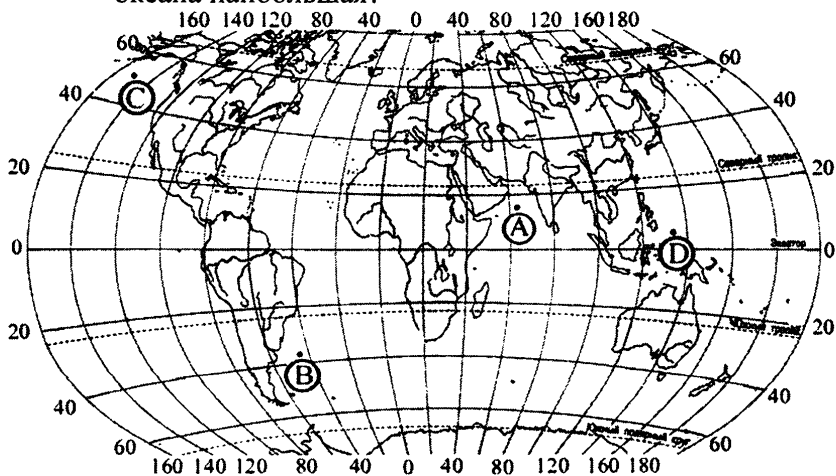 океана наибольшая?
160 140 120 80 40 0 40 80 120 160 180
60 Северный полярный круг 60
C
40 40
20 Северный тропик 20
A
0 D Экватор 0
20 Южный тропик 20
B
40 40
60 Южный полярный круг 60
160 140 120 80 40 0 40 80 120 160 180